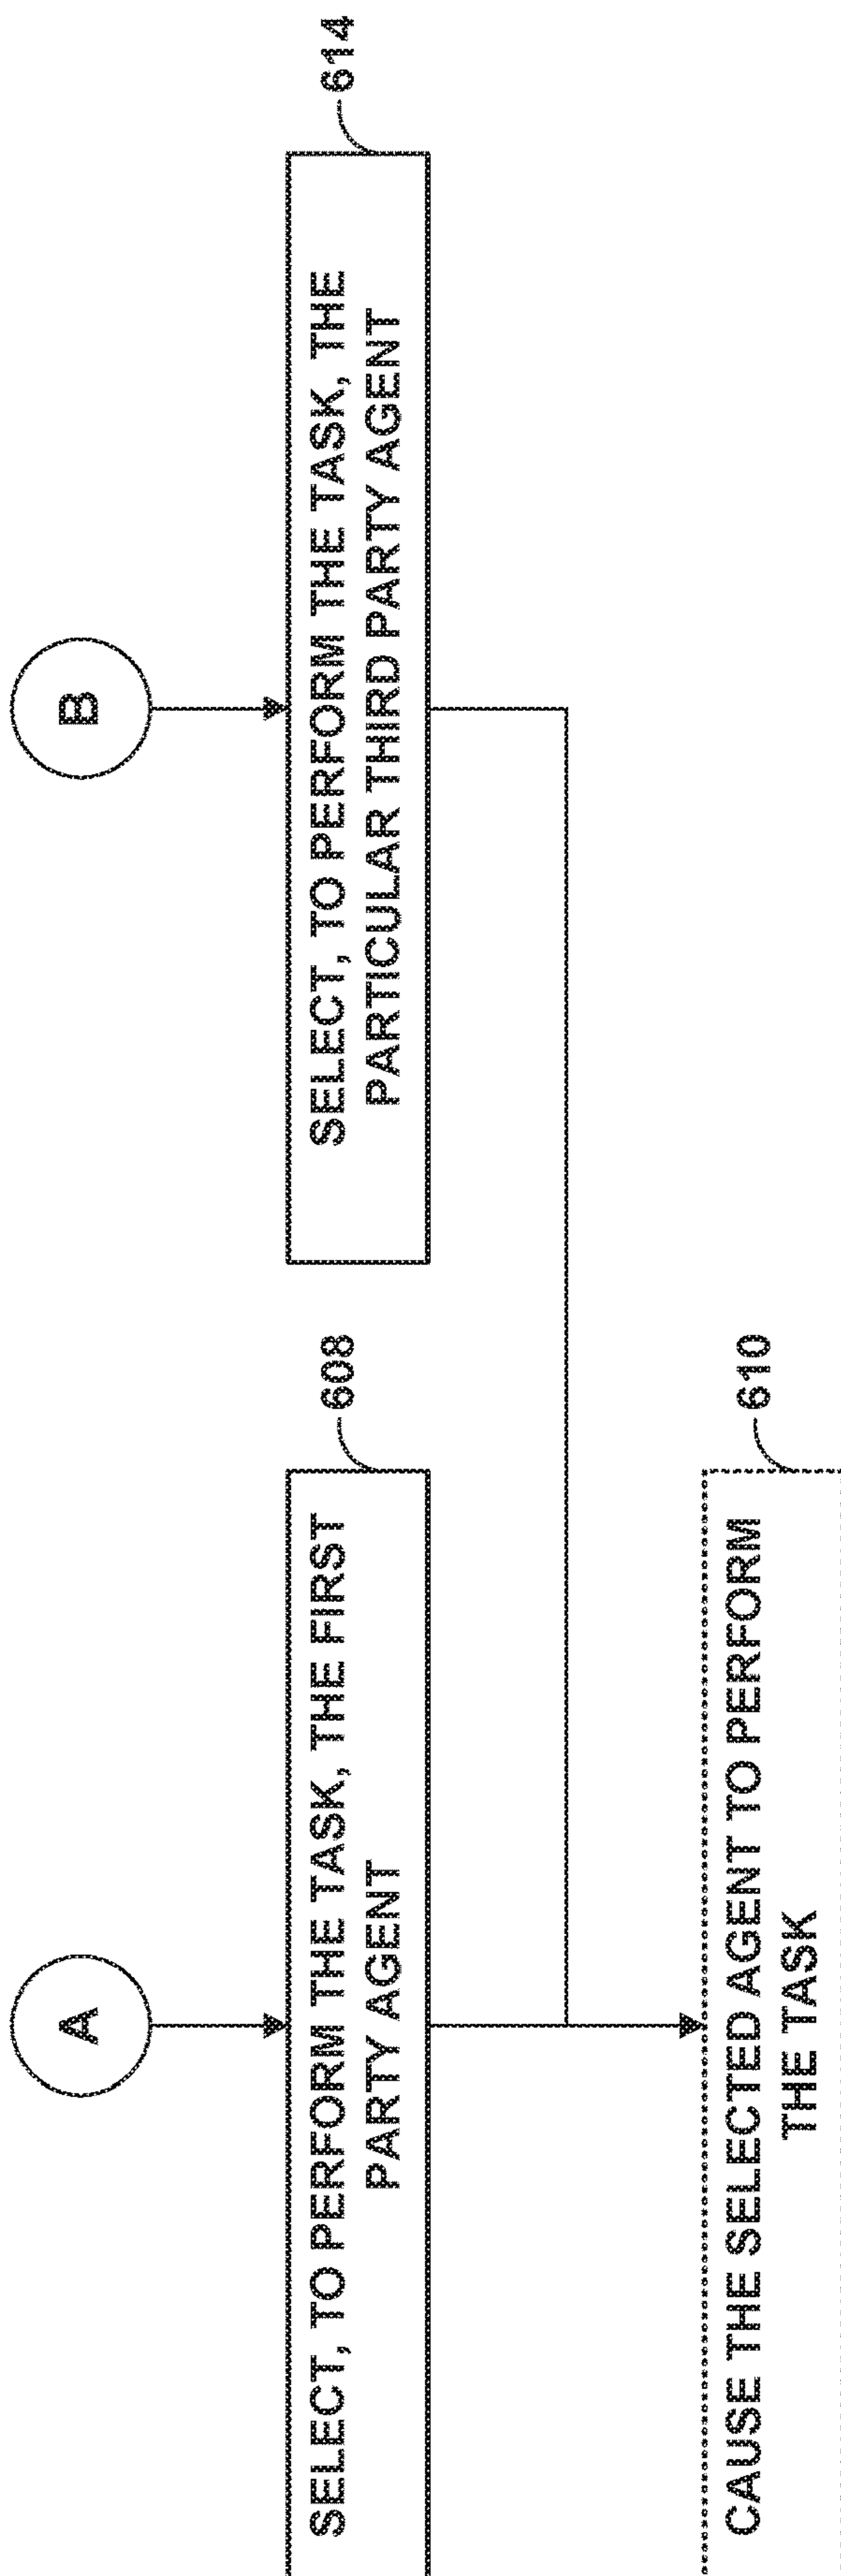 A
SELECT, TO PERFORM THE TASK, THE FIRST
PARTY AGENT
608
B
SELECT, TO PERFORM THE TASK, THE
PARTICULAR THIRD PARTY AGENT
614
CAUSE THE SELECTED AGENT TO PERFORM
THE TASK
610